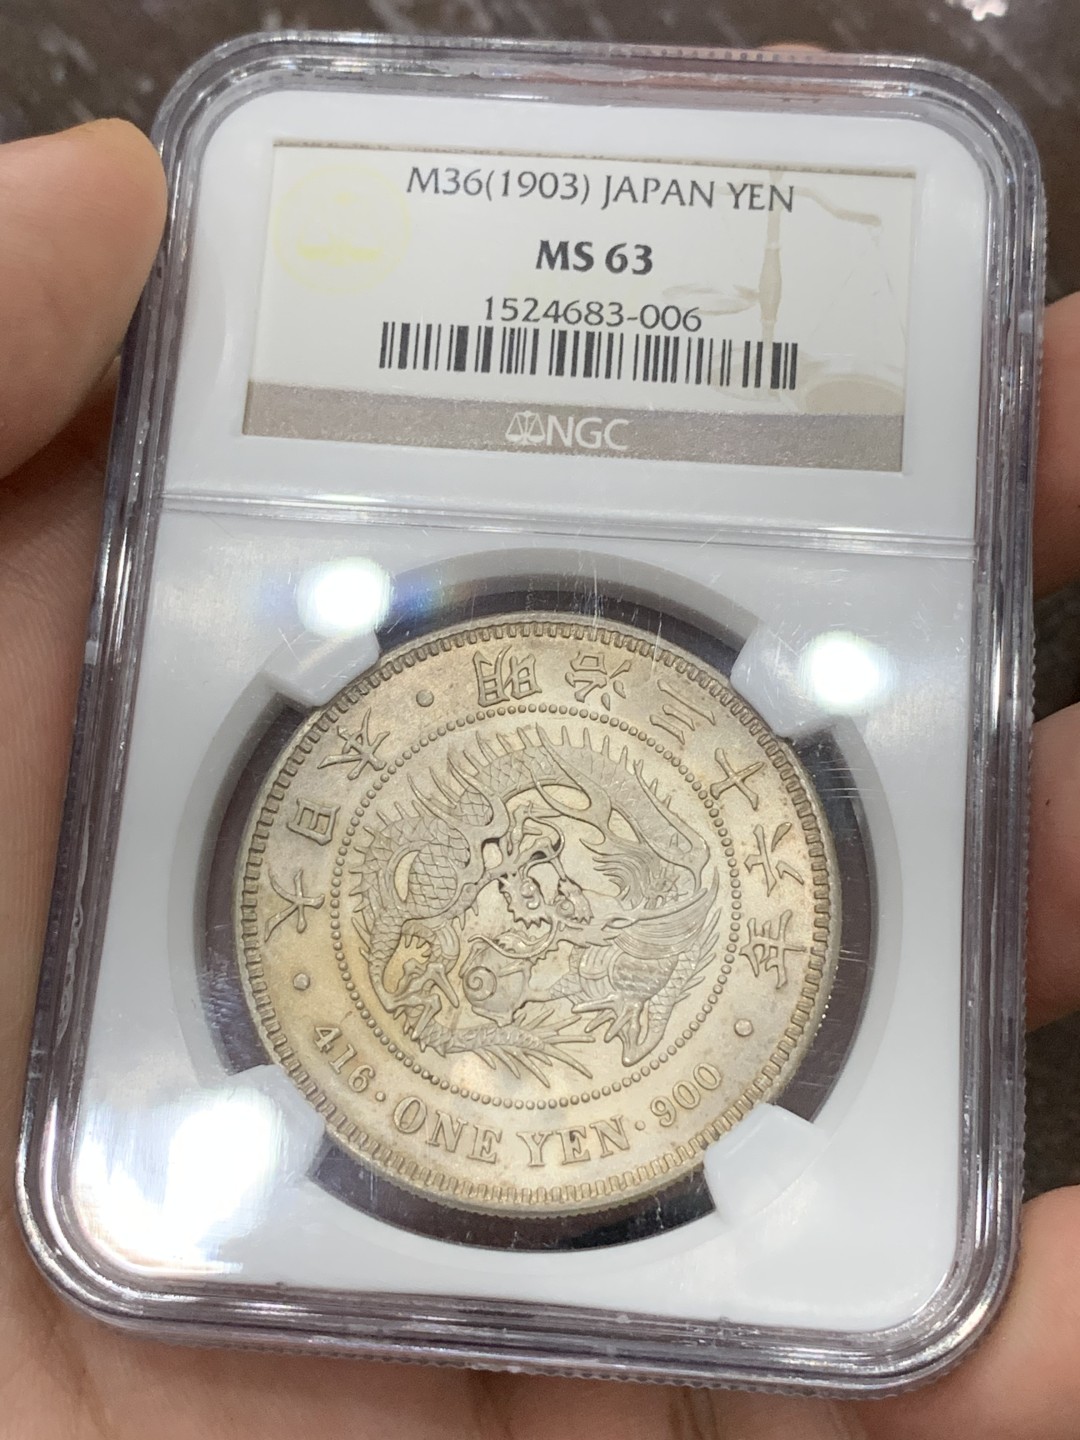 M36(1903) JAPAN YEN
MS 63
1524683-006
NGC
大日本・明治三十六年
416・ONE YEN・900